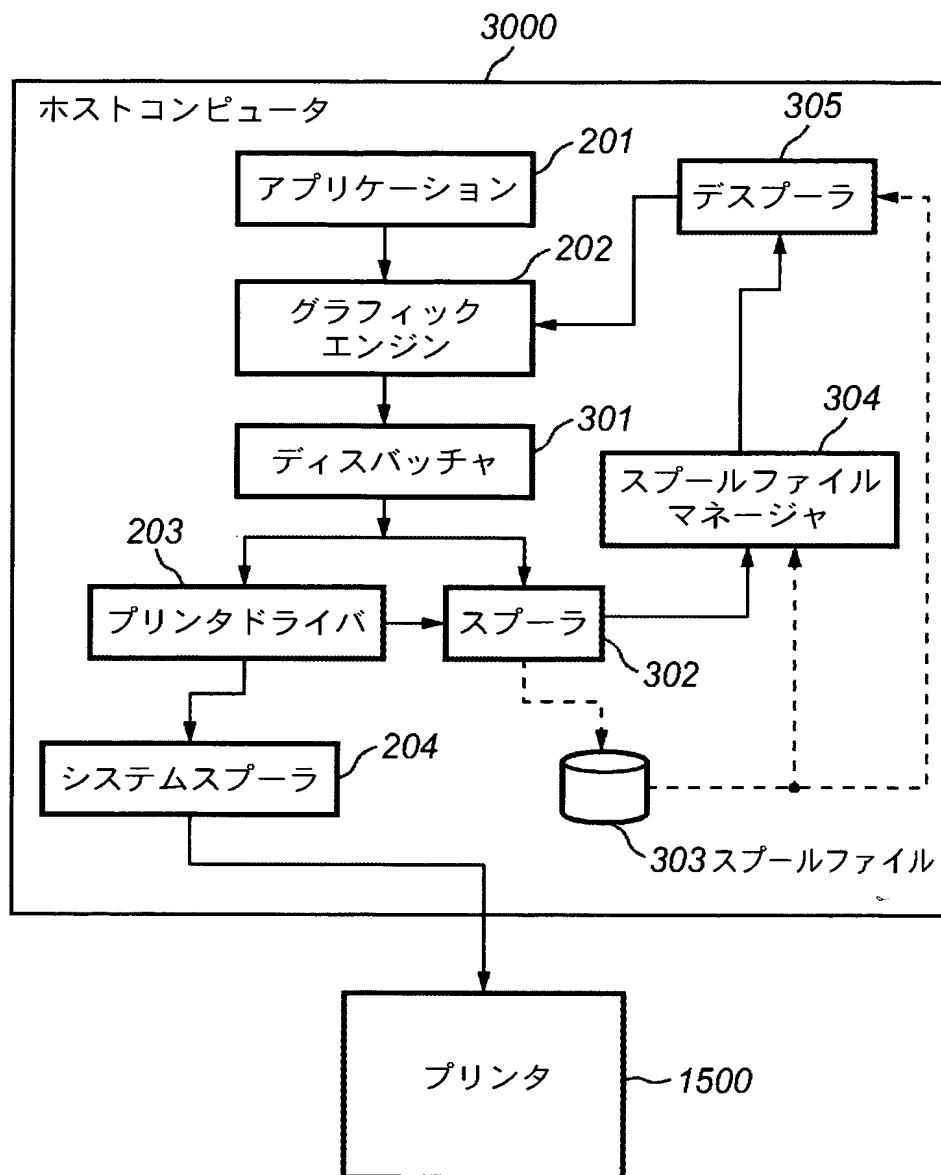 3000
ホストコンピュータ
305
201
アプリケーション
デスプーラ
202
グラフィック
エンジン
304
301
ディスパッチャ
スプールファイル
マネージャ
203
プリンタドライバ
スプーラ
302
204
システムスプーラ
303 スプールファイル
プリンタ
1500